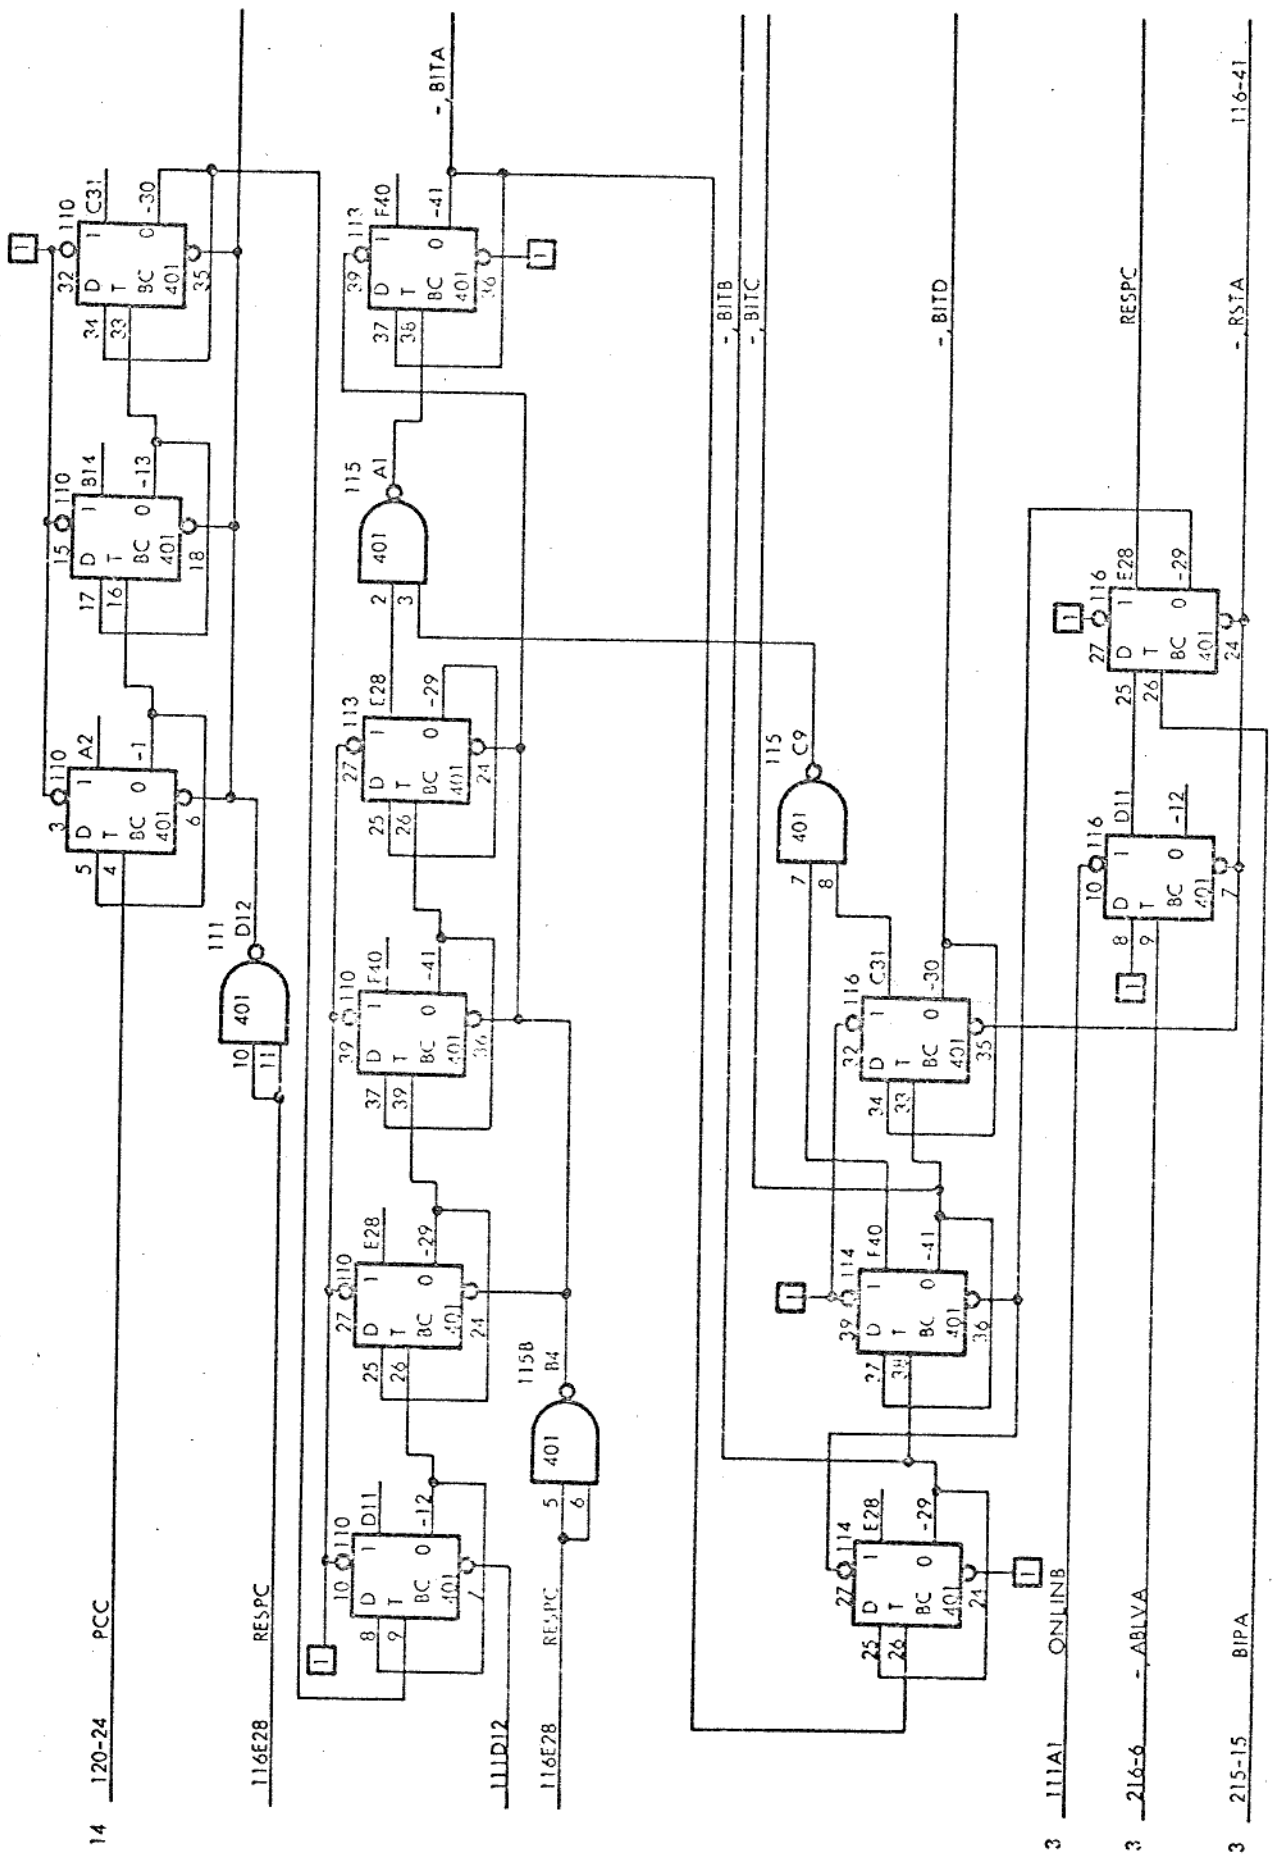 14 120-24 PCC
116E28 RESPC
10
11
401
111
D12
3 110
5 D 1 A2
4 T
BC 0 -1
401
6
15 110
17 D 1 B14
16 T
BC 0 -13
401
18
1
32 110
34 D 1 C31
33 T
BC 0 -30
401
35
1
10 110
8 D 1 D11
9 T
BC 0 -12
401
7
111D12
27 110
25 D 1 E28
26 T
BC 0 -29
401
24
39 110
37 D 1 F40
39 T
BC 0 -41
401
36
27 113
25 D 1 E28
26 T
BC 0 -29
401
24
2
3
401
115
A1
39 113
37 D 1 F40
38 T
BC 0 -41
401
36
1
-, BITA
116E28 RESPC
5
6
401
115B
B4
-, BITB
-, BITC
7
8
401
115
C9
27 114
25 D 1 E28
26 T
BC 0 -29
401
24
1
1
39 114
37 D 1 F40
38 T
BC 0 -41
401
36
32 116
34 D 1 C31
33 T
BC 0 -30
401
35
-, BITD
3 111A1 ONLINB
3 216-6 -, ABLVA
3 215-15 BIPA
10 116
8 D 1 D11
9 T
BC 0 -12
401
7
1
1
27 116
25 D 1 E28
26 T
BC 0 -29
401
24
RESPC
-, RSTA 116-41